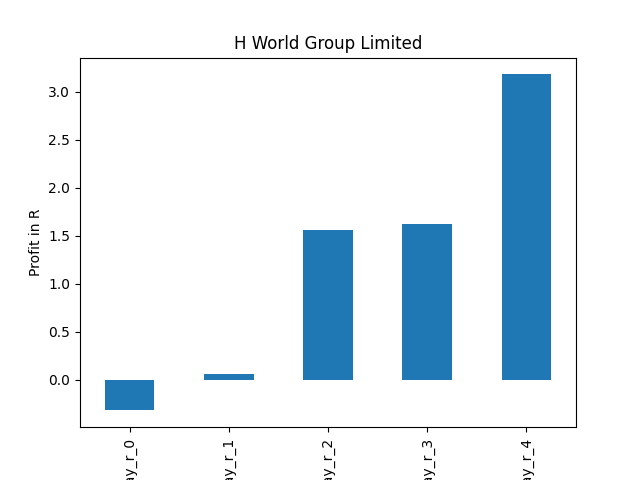 H World Group Limited
Profit in R
3.0
2.5
2.0
1.5
1.0
0.5
0.0
ay_r_0
ay_r_1
ay_r_2
ay_r_3
ay_r_4